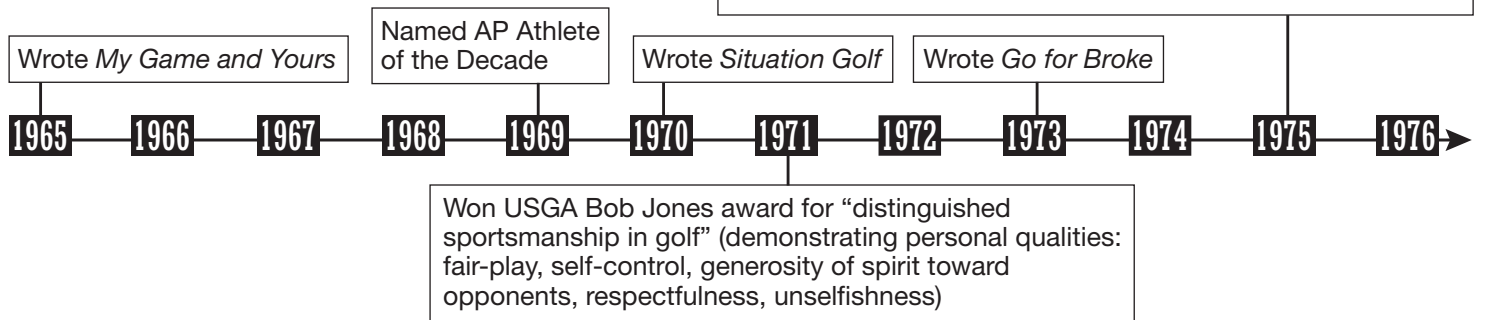 Named AP Athlete
of the Decade
Wrote My Game and Yours
Wrote Situation Golf
Wrote Go for Broke
1965 1966 1967 1968 1969 1970 1971 1972 1973 1974 1975 1976
Won USGA Bob Jones award for “distinguished
sportsmanship in golf” (demonstrating personal qualities:
fair-play, self-control, generosity of spirit toward
opponents, respectfulness, unselfishness)